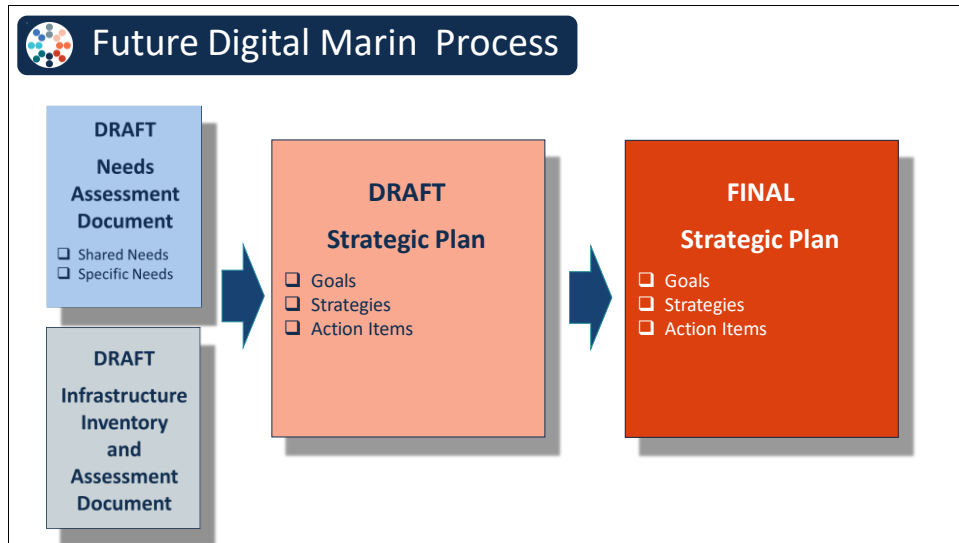 Future Digital Marin Process
DRAFT
Needs
Assessment
Document
❑ Shared Needs
❑ Specific Needs
DRAFT
Infrastructure
Inventory
and
Assessment
Document
DRAFT
Strategic Plan
❑ Goals
❑ Strategies
❑ Action Items
FINAL
Strategic Plan
❑ Goals
❑ Strategies
❑ Action Items